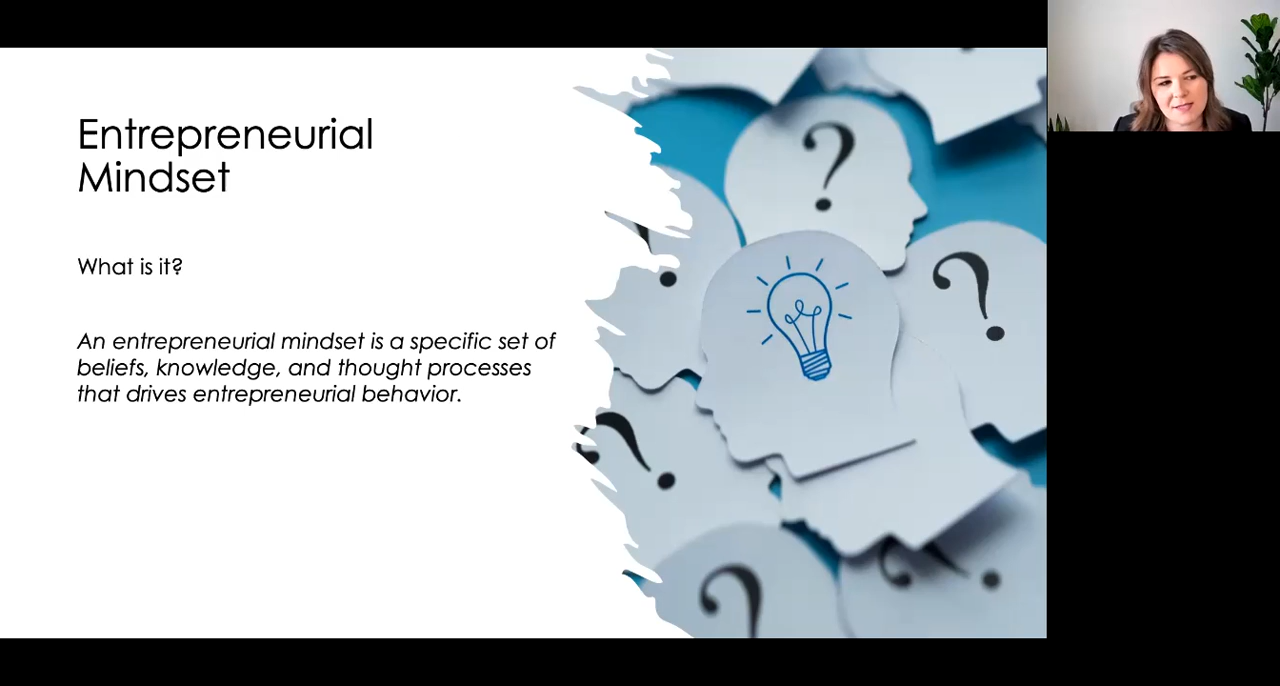 Entrepreneurial
Mindset
What is it?
An entrepreneurial mindset is a specific set of
beliefs, knowledge, and thought processes
that drives entrepreneurial behavior.
?
?
?
?
?